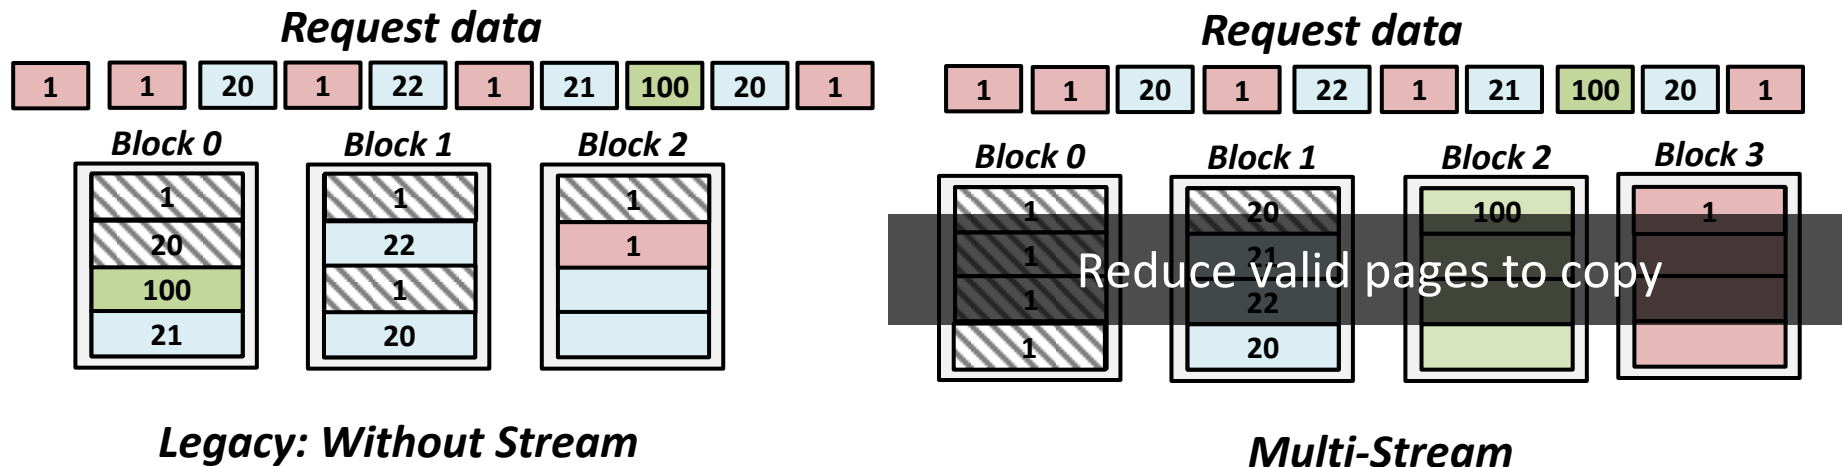 Request data
1 1 20 1 22 1 21 100 20 1
Block 0 Block 1 Block 2
1 1 1
20 22 1
100 1
21 20
Legacy: Without Stream
Request data
1 1 20 1 22 1 21 100 20 1
Block 0 Block 1 Block 2 Block 3
1 20 100 1
1 21
Reduce valid pages to copy
1 22
1 20
Multi-Stream